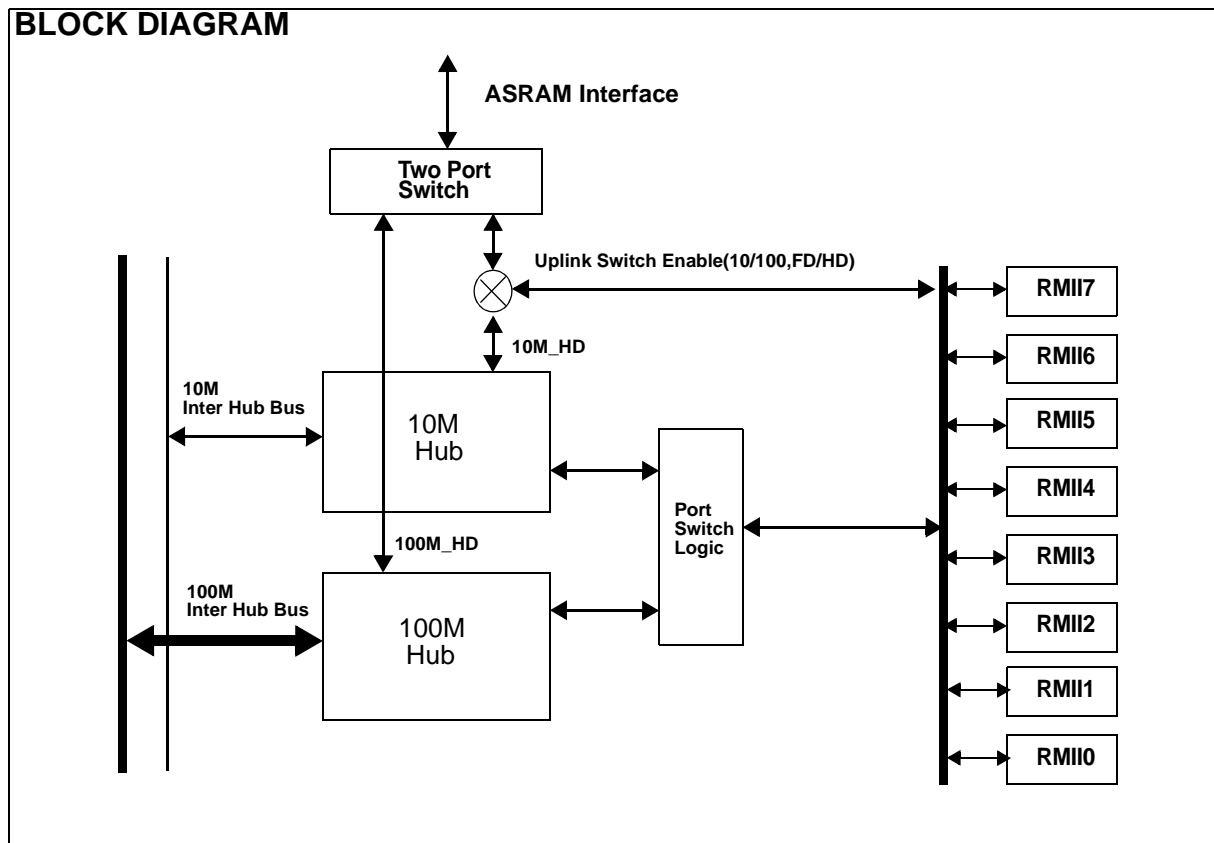 BLOCK DIAGRAM
ASRAM Interface
Two Port
Switch
Uplink Switch Enable(10/100,FD/HD)
RMII7
10M_HD
RMII6
10M
Inter Hub Bus
10M
Hub
RMII5
RMII4
Port
Switch
Logic
100M_HD
RMII3
100M
Inter Hub Bus
100M
Hub
RMII2
RMII1
RMII0